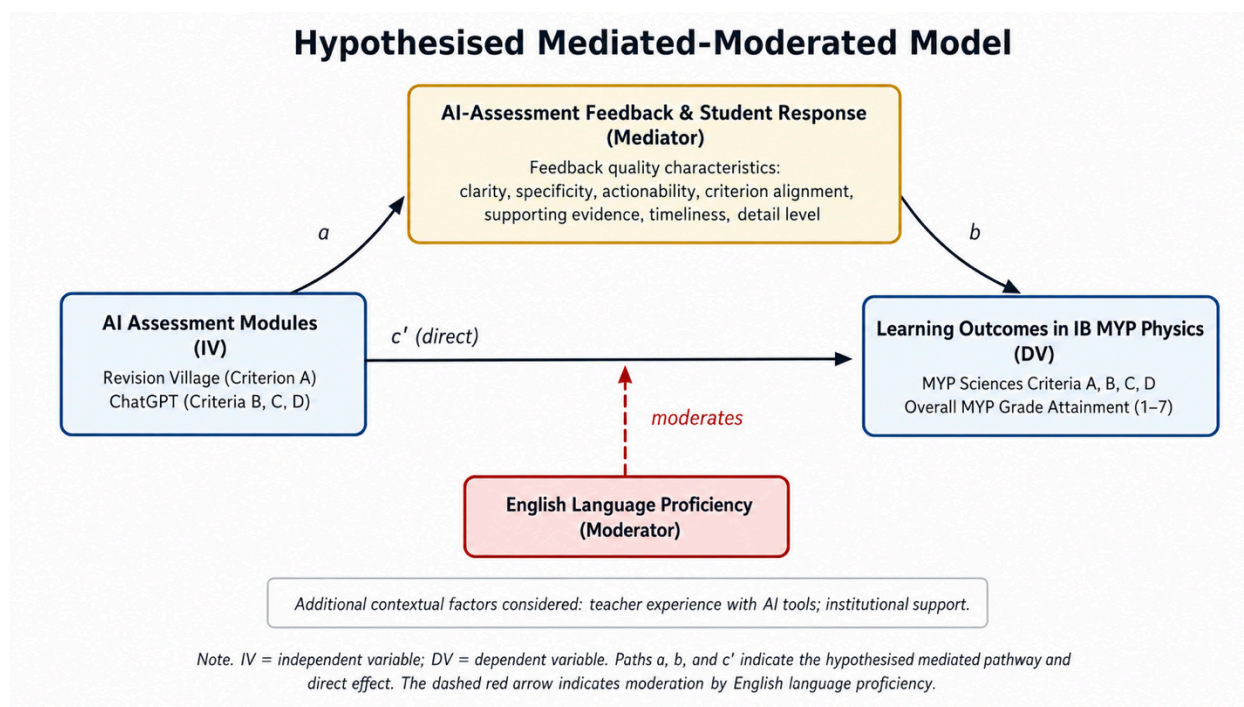 Hypothesised Mediated-Moderated Model
AI-Assessment Feedback & Student Response
(Mediator)
Feedback quality characteristics:
clarity, specificity, actionability, criterion alignment,
supporting evidence, timeliness, detail level
a
b
AI Assessment Modules
(IV)
Revision Village (Criterion A)
ChatGPT (Criteria B, C, D)
c′ (direct)
Learning Outcomes in IB MYP Physics
(DV)
MYP Sciences Criteria A, B, C, D
Overall MYP Grade Attainment (1–7)
moderates
English Language Proficiency
(Moderator)
Additional contextual factors considered: teacher experience with AI tools; institutional support.
Note. IV = independent variable; DV = dependent variable. Paths a, b, and c′ indicate the hypothesised mediated pathway and
direct effect. The dashed red arrow indicates moderation by English language proficiency.